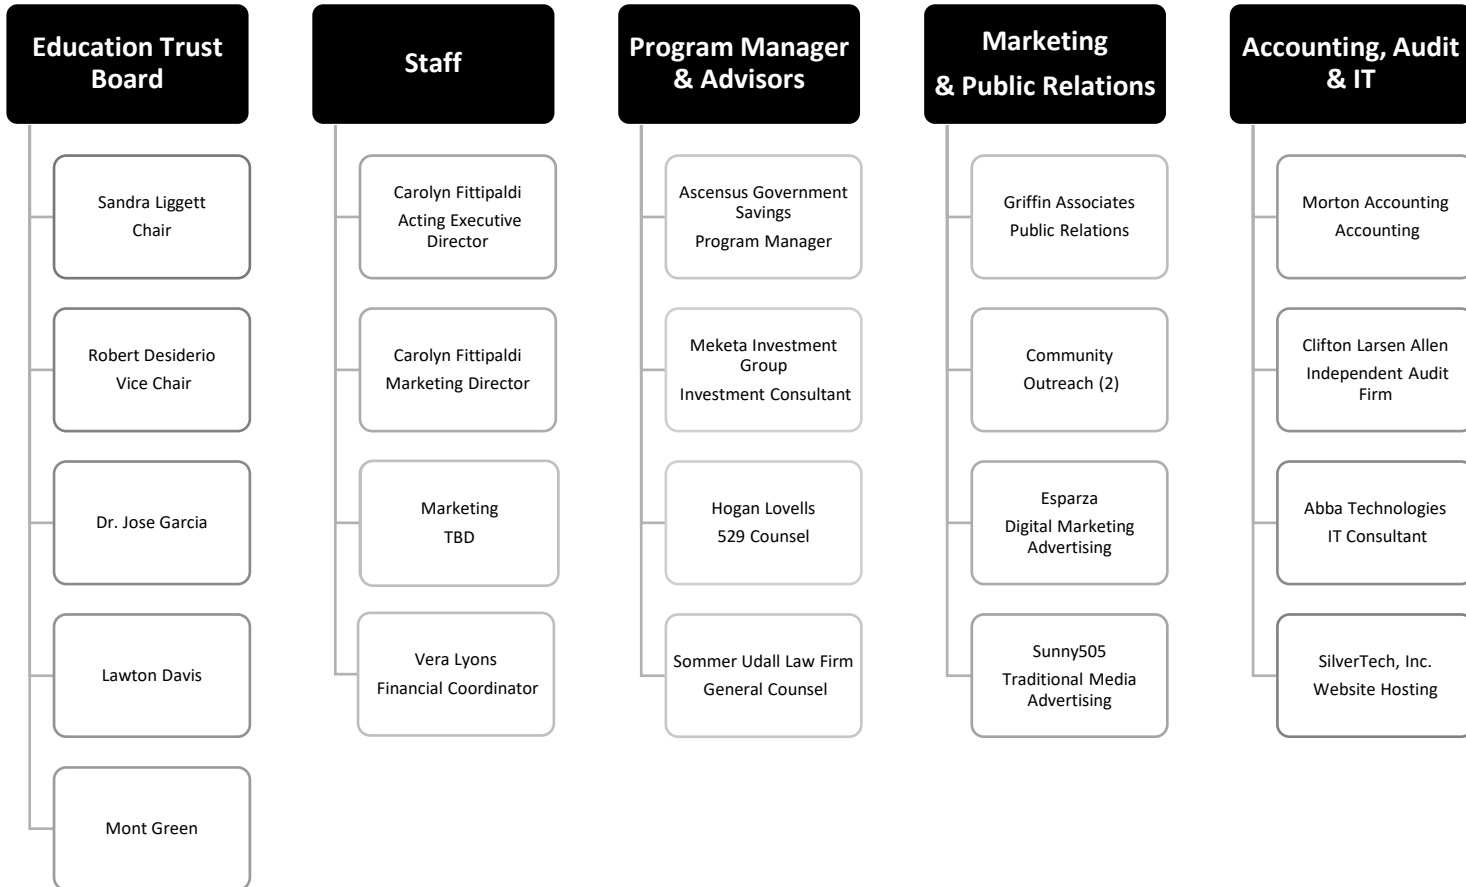 Education Trust
Board
Sandra Liggett
Chair
Robert Desiderio
Vice Chair
Dr. Jose Garcia
Lawton Davis
Mont Green
Staff
Carolyn Fittipaldi
Acting Executive
Director
Carolyn Fittipaldi
Marketing Director
Marketing
TBD
Vera Lyons
Financial Coordinator
Program Manager
& Advisors
Ascensus Government
Savings
Program Manager
Meketa Investment
Group
Investment Consultant
Hogan Lovells
529 Counsel
Sommer Udall Law Firm
General Counsel
Marketing
& Public Relations
Griffin Associates
Public Relations
Community
Outreach (2)
Esparza
Digital Marketing
Advertising
Sunny505
Traditional Media
Advertising
Accounting, Audit
& IT
Morton Accounting
Accounting
Clifton Larsen Allen
Independent Audit
Firm
Abba Technologies
IT Consultant
SilverTech, Inc.
Website Hosting